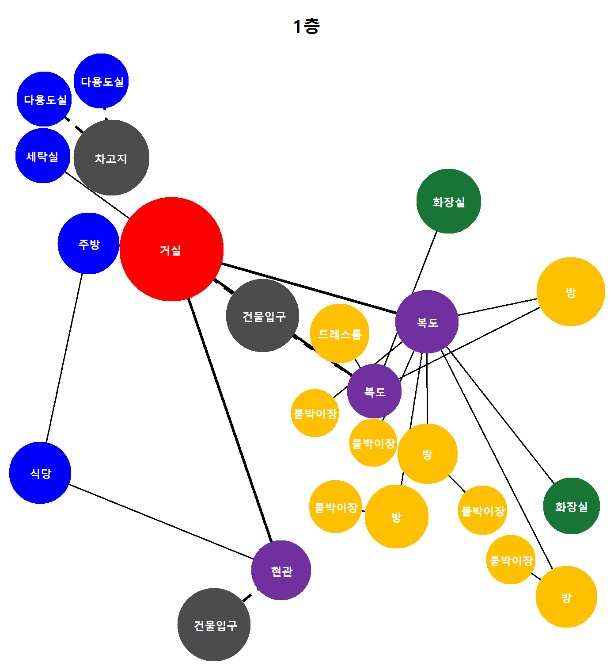 1층
다용도실
다용도실
세탁실
차고지
화장실
주방
거실
방
건물입구
복도
드레스룸
복도
붙박이장
붙박이장
방
식당
붙박이장
방
붙박이장
화장실
붙박이장
현관
방
건물입구